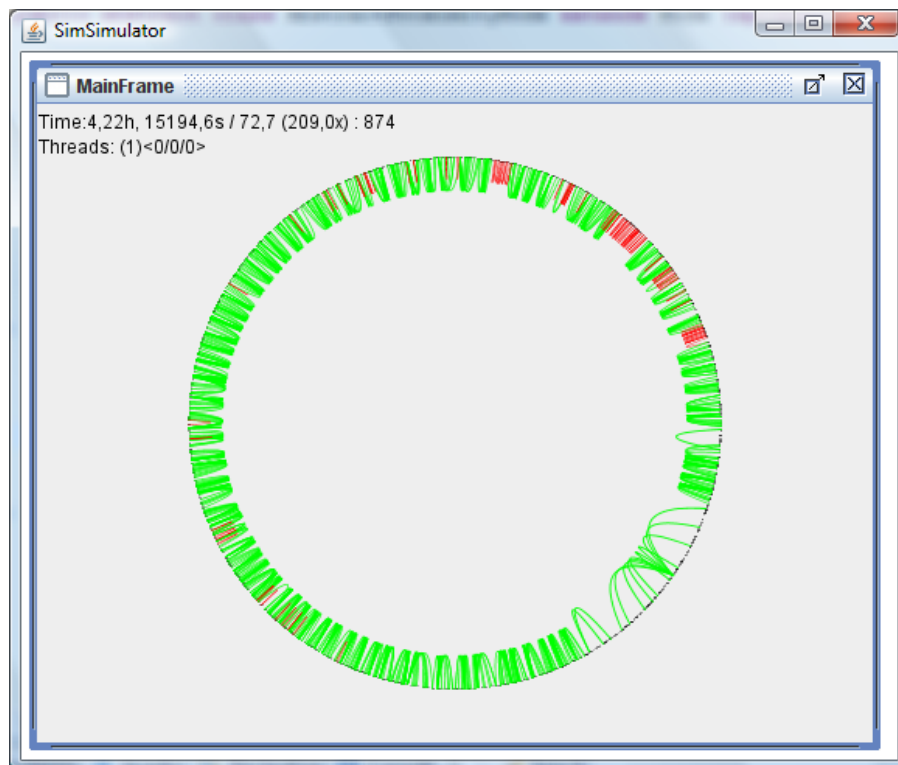 SimSimulator
MainFrame
Time:4,22h, 15194,6s / 72,7 (209,0x) : 874
Threads: (1)<0/0/0>